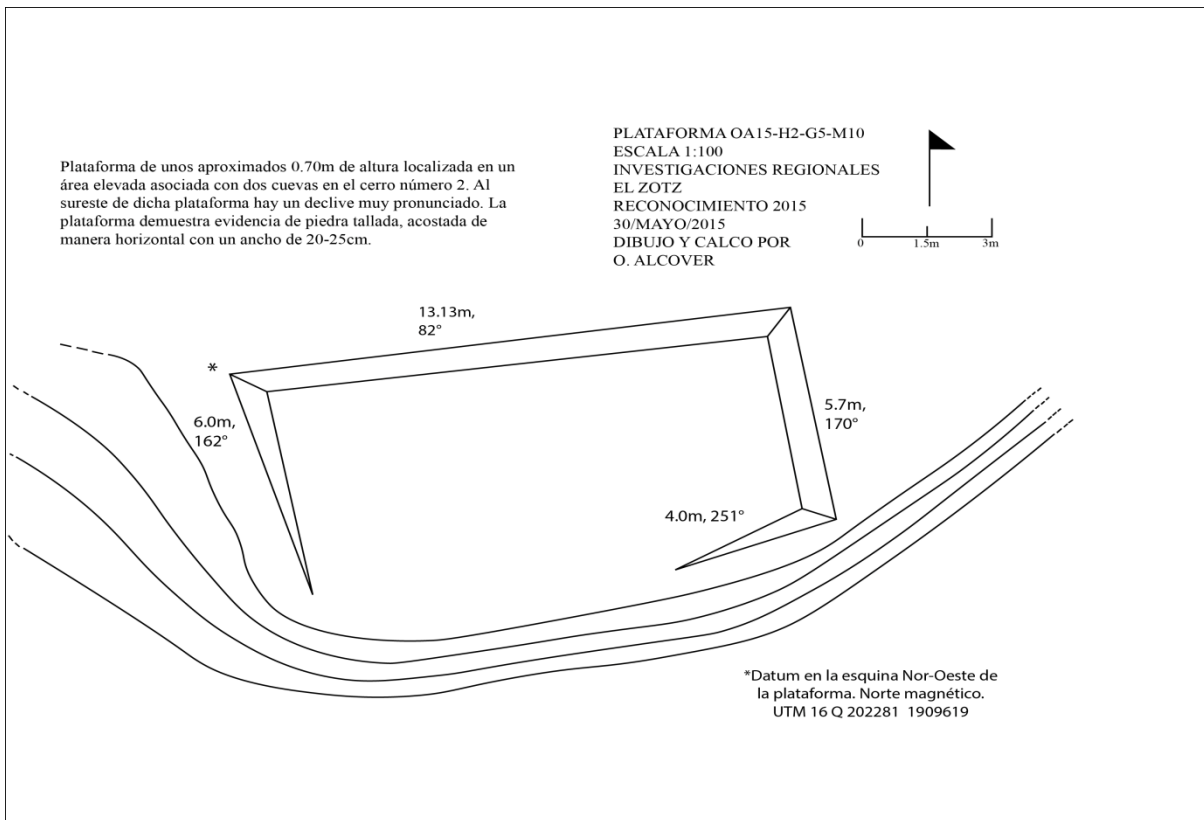 Plataforma de unos aproximados 0.70m de altura localizada en un
área elevada asociada con dos cuevas en el cerro número 2. Al
sureste de dicha plataforma hay un declive muy pronunciado. La
plataforma demuestra evidencia de piedra tallada, acostada de
manera horizontal con un ancho de 20-25cm.
PLATAFORMA OA15-H2-G5-M10
ESCALA 1:100
INVESTIGACIONES REGIONALES
EL ZOTZ
RECONOCIMIENTO 2015
30/MAYO/2015
DIBUJO Y CALCO POR
O. ALCOVER
0 1.5m 3m
13.13m,
82°
*
6.0m,
162°
5.7m,
170°
4.0m, 251°
*Datum en la esquina Nor-Oeste de
la plataforma. Norte magnético.
UTM 16 Q 202281 1909619